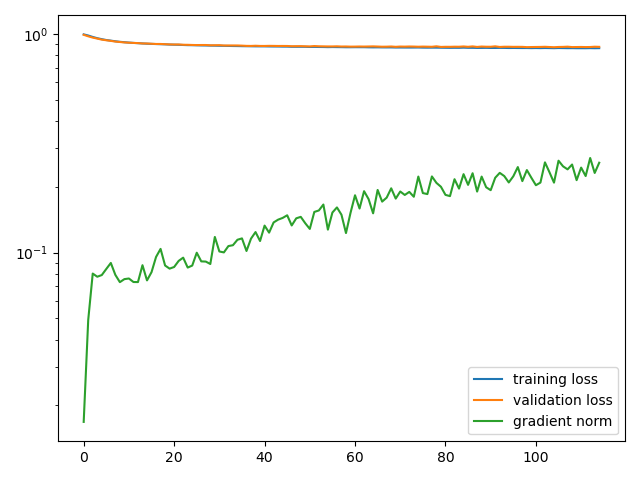 10⁰
10⁻¹
0 20 40 60 80 100
training loss
validation loss
gradient norm